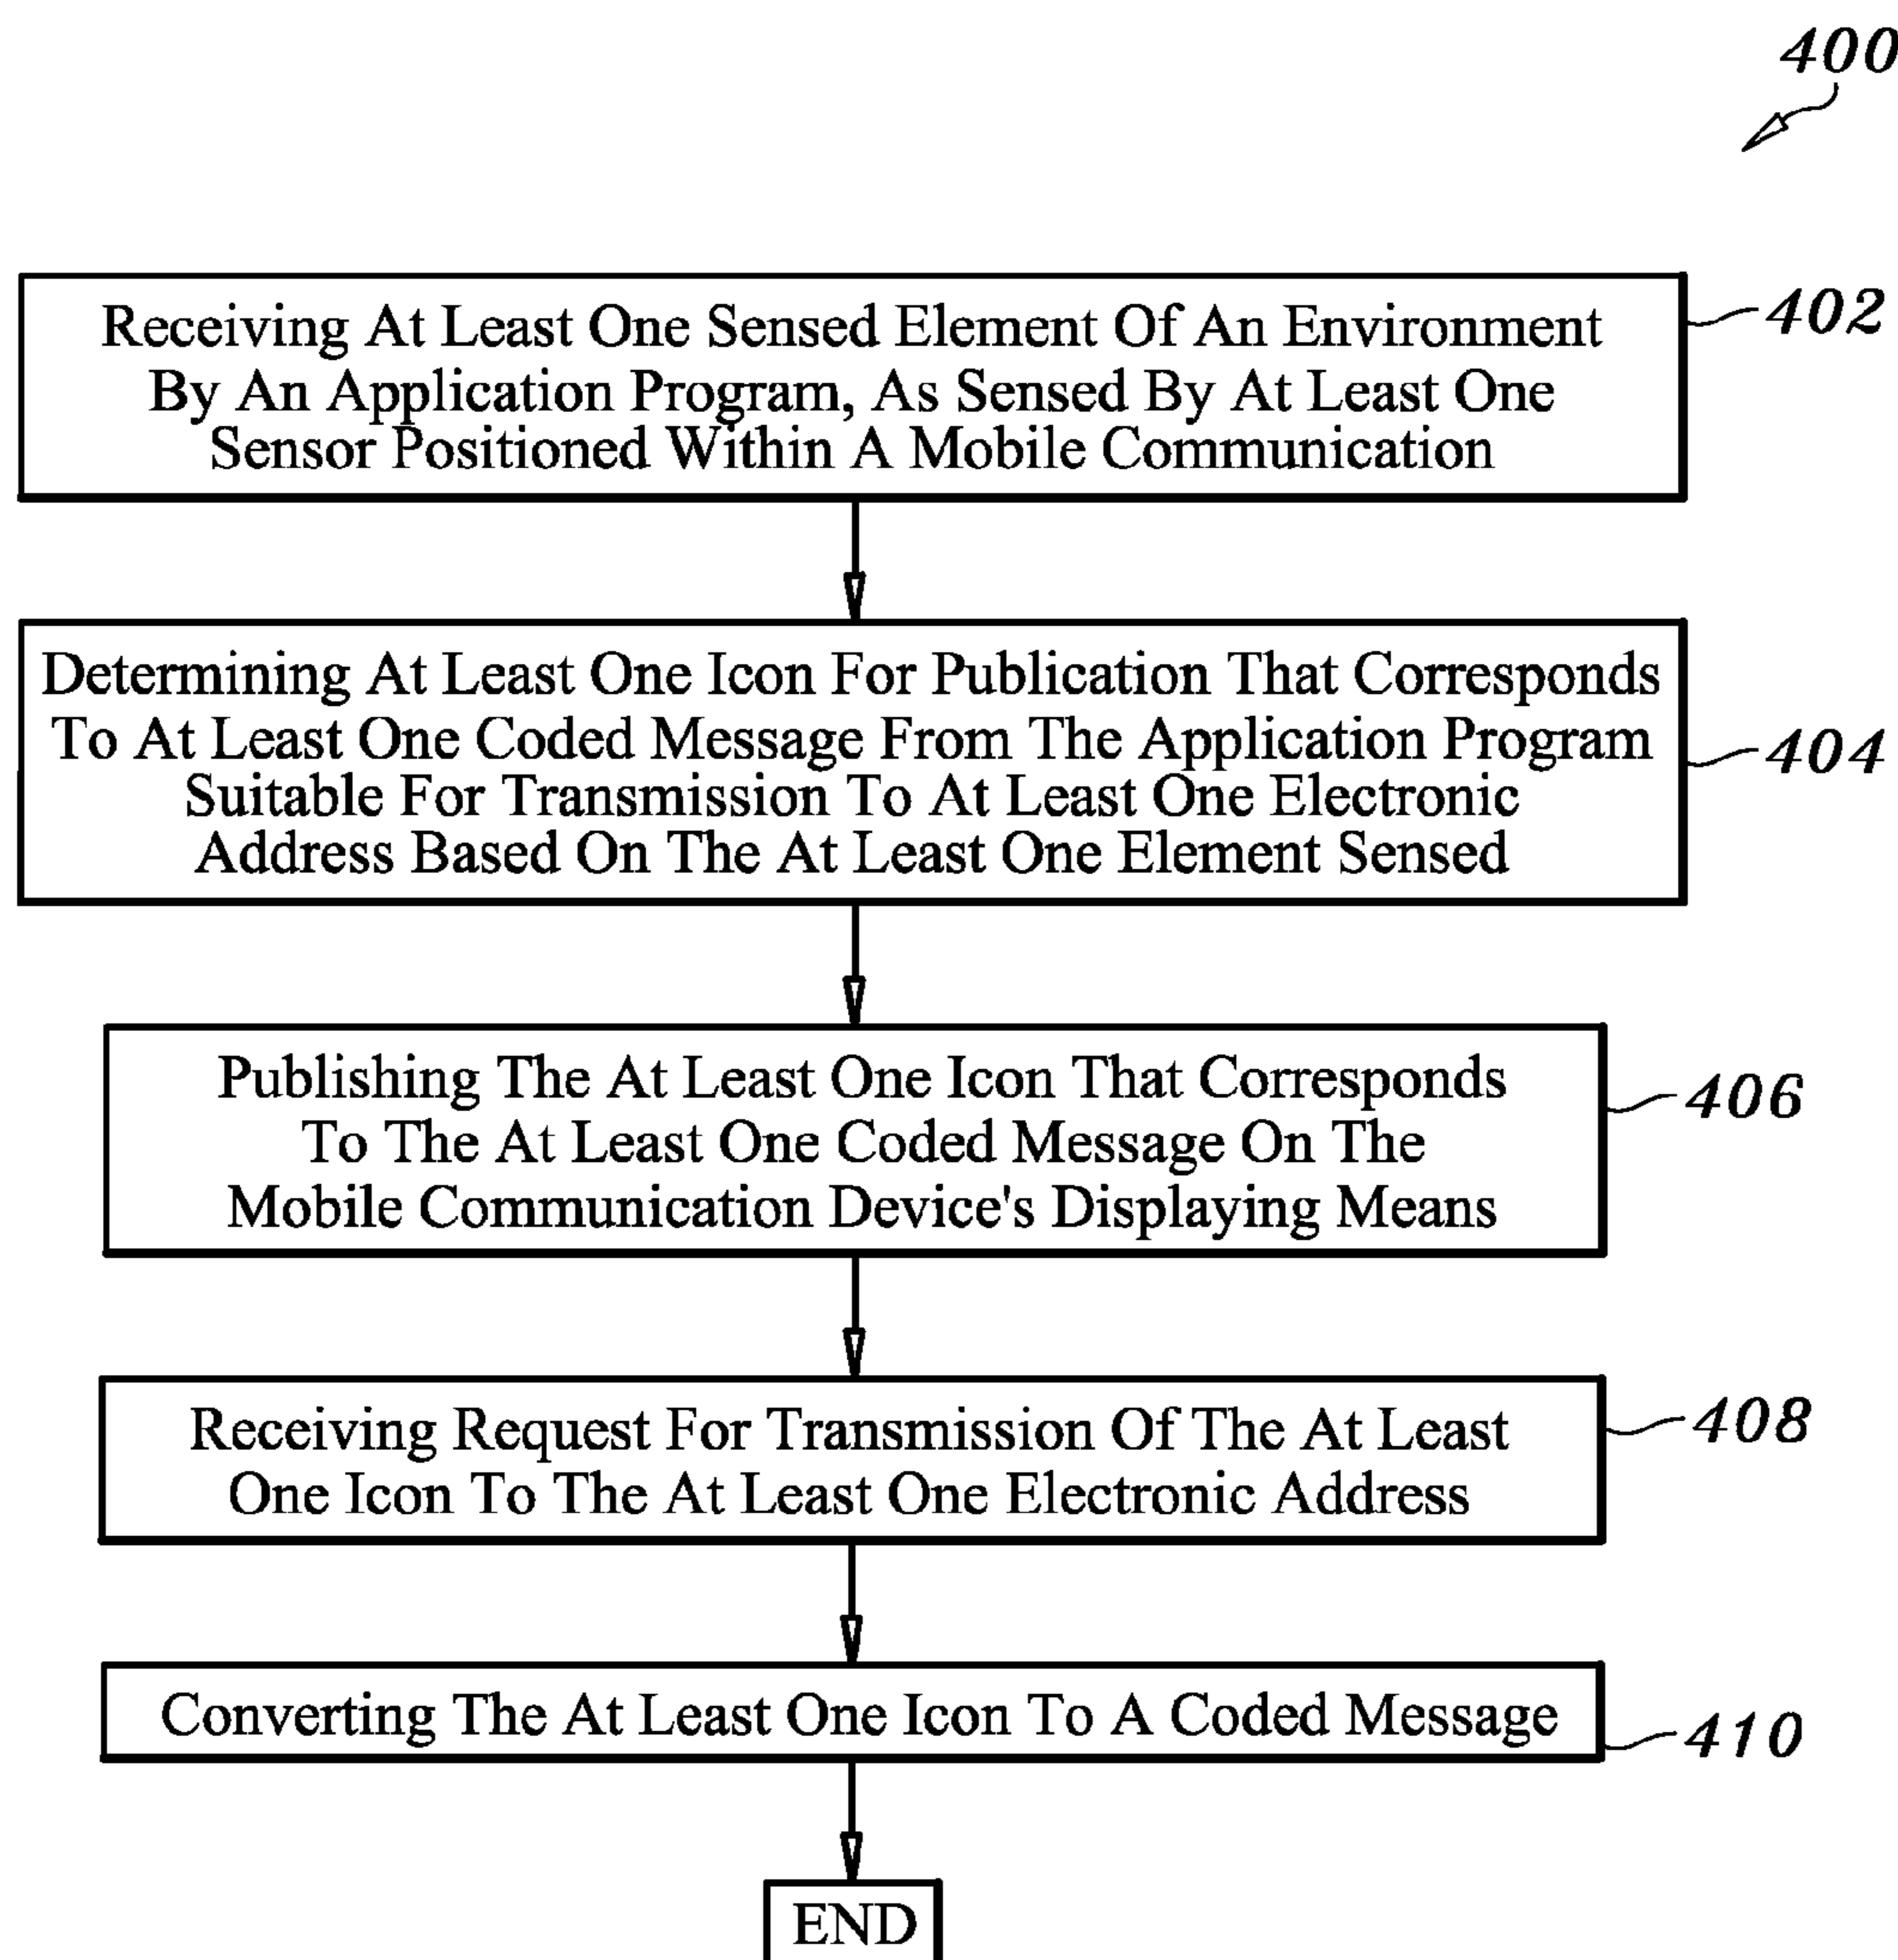 400
Receiving At Least One Sensed Element Of An Environment
By An Application Program, As Sensed By At Least One
Sensor Positioned Within A Mobile Communication
402
Determining At Least One Icon For Publication That Corresponds
To At Least One Coded Message From The Application Program
Suitable For Transmission To At Least One Electronic
Address Based On The At Least One Element Sensed
404
Publishing The At Least One Icon That Corresponds
To The At Least One Coded Message On The
Mobile Communication Device's Displaying Means
406
Receiving Request For Transmission Of The At Least
One Icon To The At Least One Electronic Address
408
Converting The At Least One Icon To A Coded Message
410
END